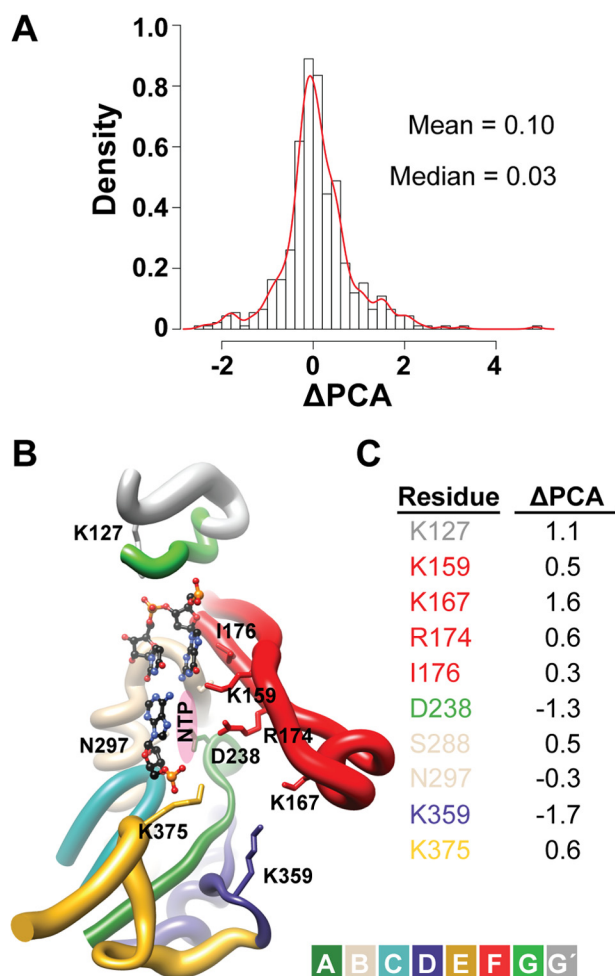 A
1.0
0.8
0.6
0.4
0.2
0
Density
Mean = 0.10
Median = 0.03
-2 0 2 4
ΔPCA
B
K127
I176
K159
NTP
R174
N297
D238
K167
K375
K359
C
Residue ΔPCA
K127 1.1
K159 0.5
K167 1.6
R174 0.6
I176 0.3
D238 -1.3
S288 0.5
N297 -0.3
K359 -1.7
K375 0.6
A B C D E F G G´